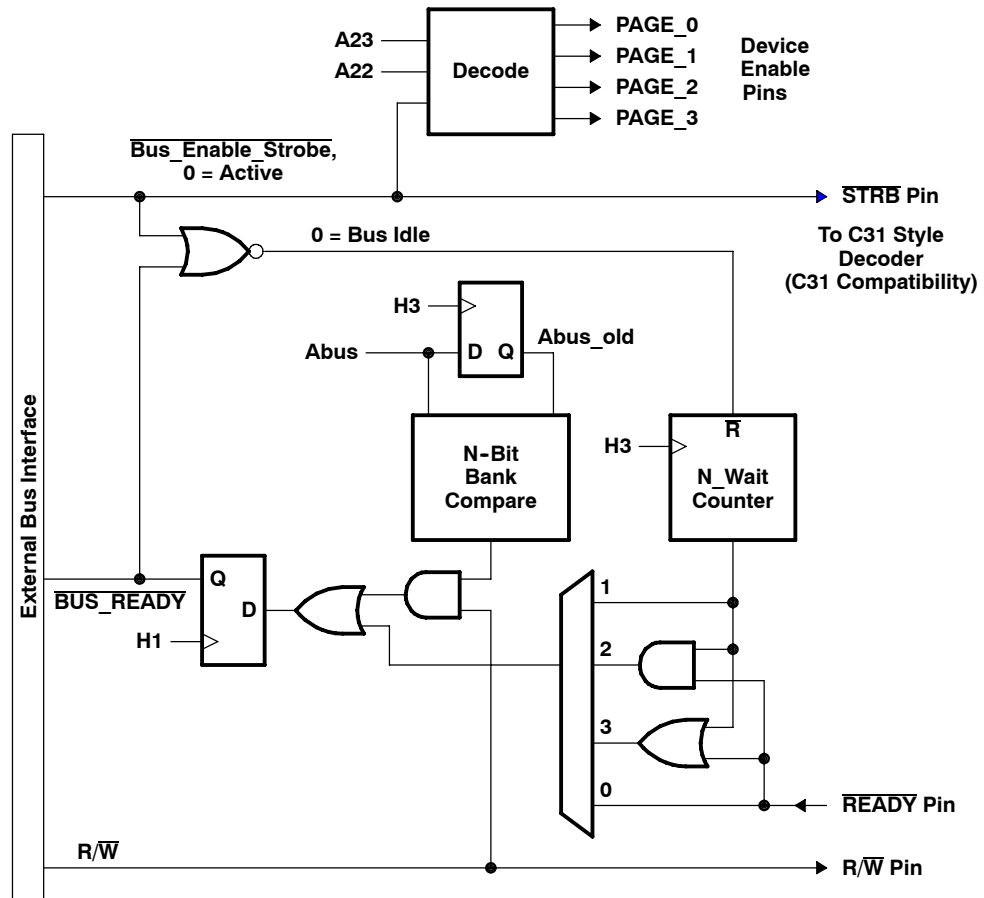 A23
A22
Decode
PAGE_0
PAGE_1
PAGE_2
PAGE_3
Device
Enable
Pins
Bus_Enable_Strobe,
0 = Active
STRB Pin
0 = Bus Idle
To C31 Style
Decoder
(C31 Compatibility)
H3
Abus
D Q
Abus_old
N-Bit
Bank
Compare
H3
R
N_Wait
Counter
External Bus Interface
BUS_READY
Q
D
H1
1
2
3
0
READY Pin
R/W
R/W Pin